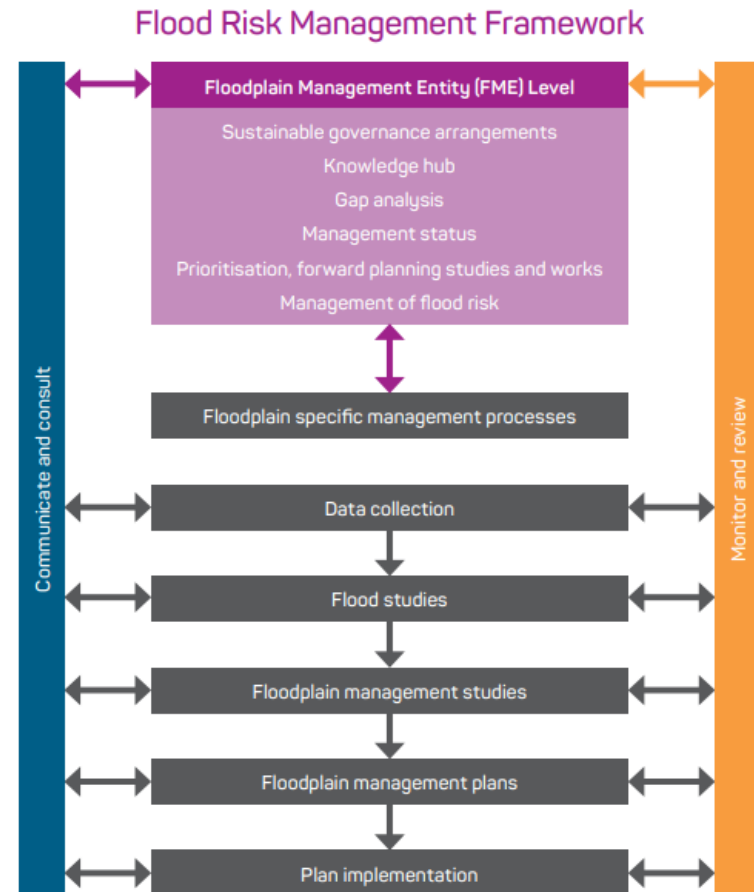 Flood Risk Management Framework
Floodplain Management Entity (FME) Level
Sustainable governance arrangements
Knowledge hub
Gap analysis
Management status
Prioritisation, forward planning studies and works
Management of flood risk
Floodplain specific management processes
Communicate and consult
Monitor and review
Data collection
Flood studies
Floodplain management studies
Floodplain management plans
Plan implementation